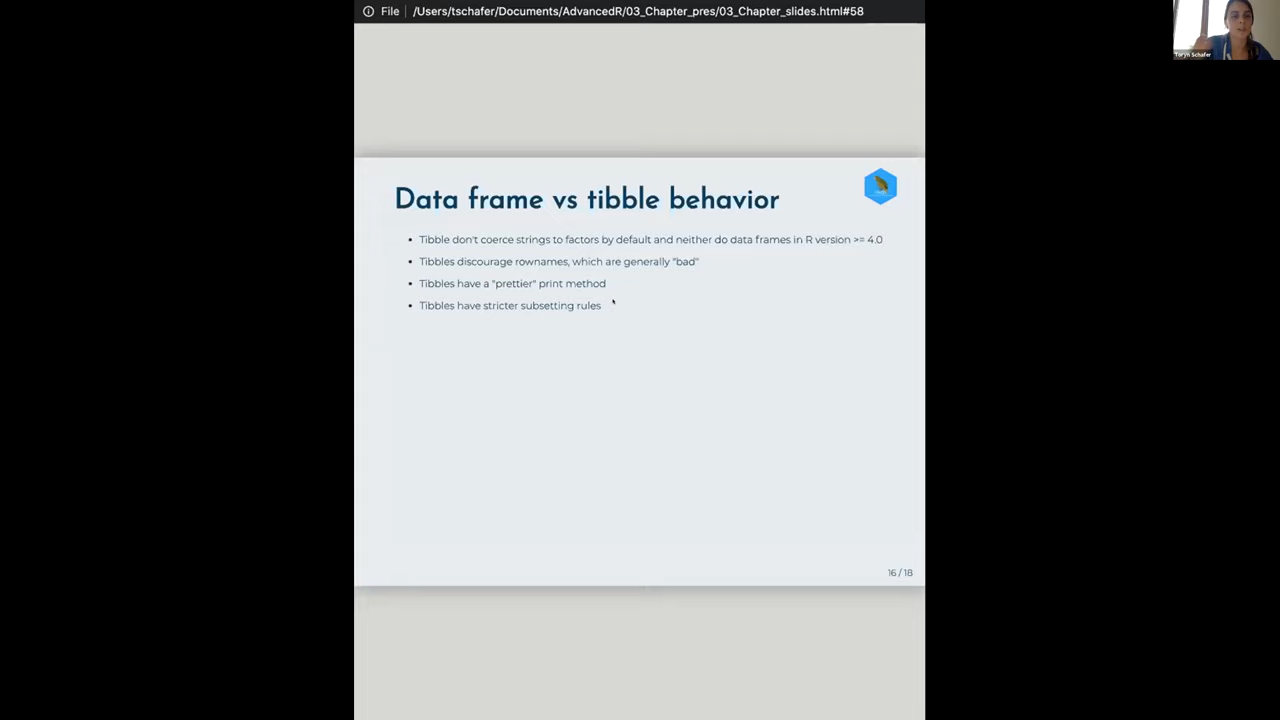 File /Users/tschafer/Documents/AdvancedR/03_Chapter_pres/03_Chapter_slides.html#58
Toryn Schafer
Data frame vs tibble behavior
Tibble don't coerce strings to factors by default and neither do data frames in R version >= 4.0
Tibbles discourage rownames, which are generally "bad"
Tibbles have a "prettier" print method
Tibbles have stricter subsetting rules
16 / 18